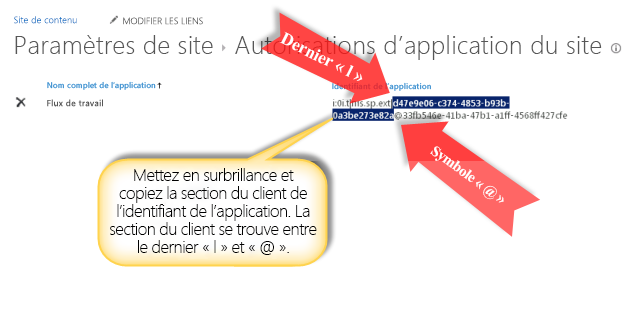 Site de contenu MODIFIER LES LIENS
Paramètres de site › Autorisations d'application du site
Dernier « l »
Nom complet de l'application ↑ Identifiant de l'application
Flux de travail i:0i.t|ms.sp.ext|d47e9e06-c374-4853-b93b-
0a3be273e82a@33fb546e-41ba-47b1-a1ff-4568ff427cfe
Symbole « @ »
Mettez en surbrillance et
copiez la section du client de
l'identifiant de l'application. La
section du client se trouve entre
le dernier « l » et « @ ».